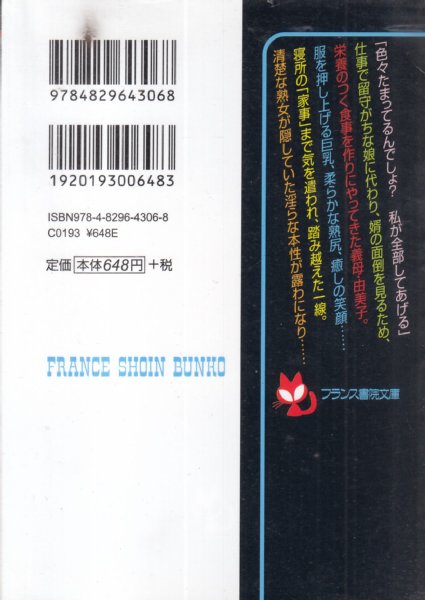 「色々たまってるんでしょ?　私が全部してあげる」
仕事で留守がちな娘に代わり、婿の面倒を見るため、
栄養のつく食事を作りにやってきた義母・由美子。
服を押し上げる巨乳、柔らかな熟尻、癒しの笑顔……
寝所の「家事」まで気を遣われ、踏み越えた一線。
清楚な熟女が隠していた淫らな本性が露わになり……
フランス書院文庫
9784829643068
1920193006483
ISBN978-4-8296-4306-8
C0193 ¥648E
定価 本体648円 +税
FRANCE SHOIN BUNKO